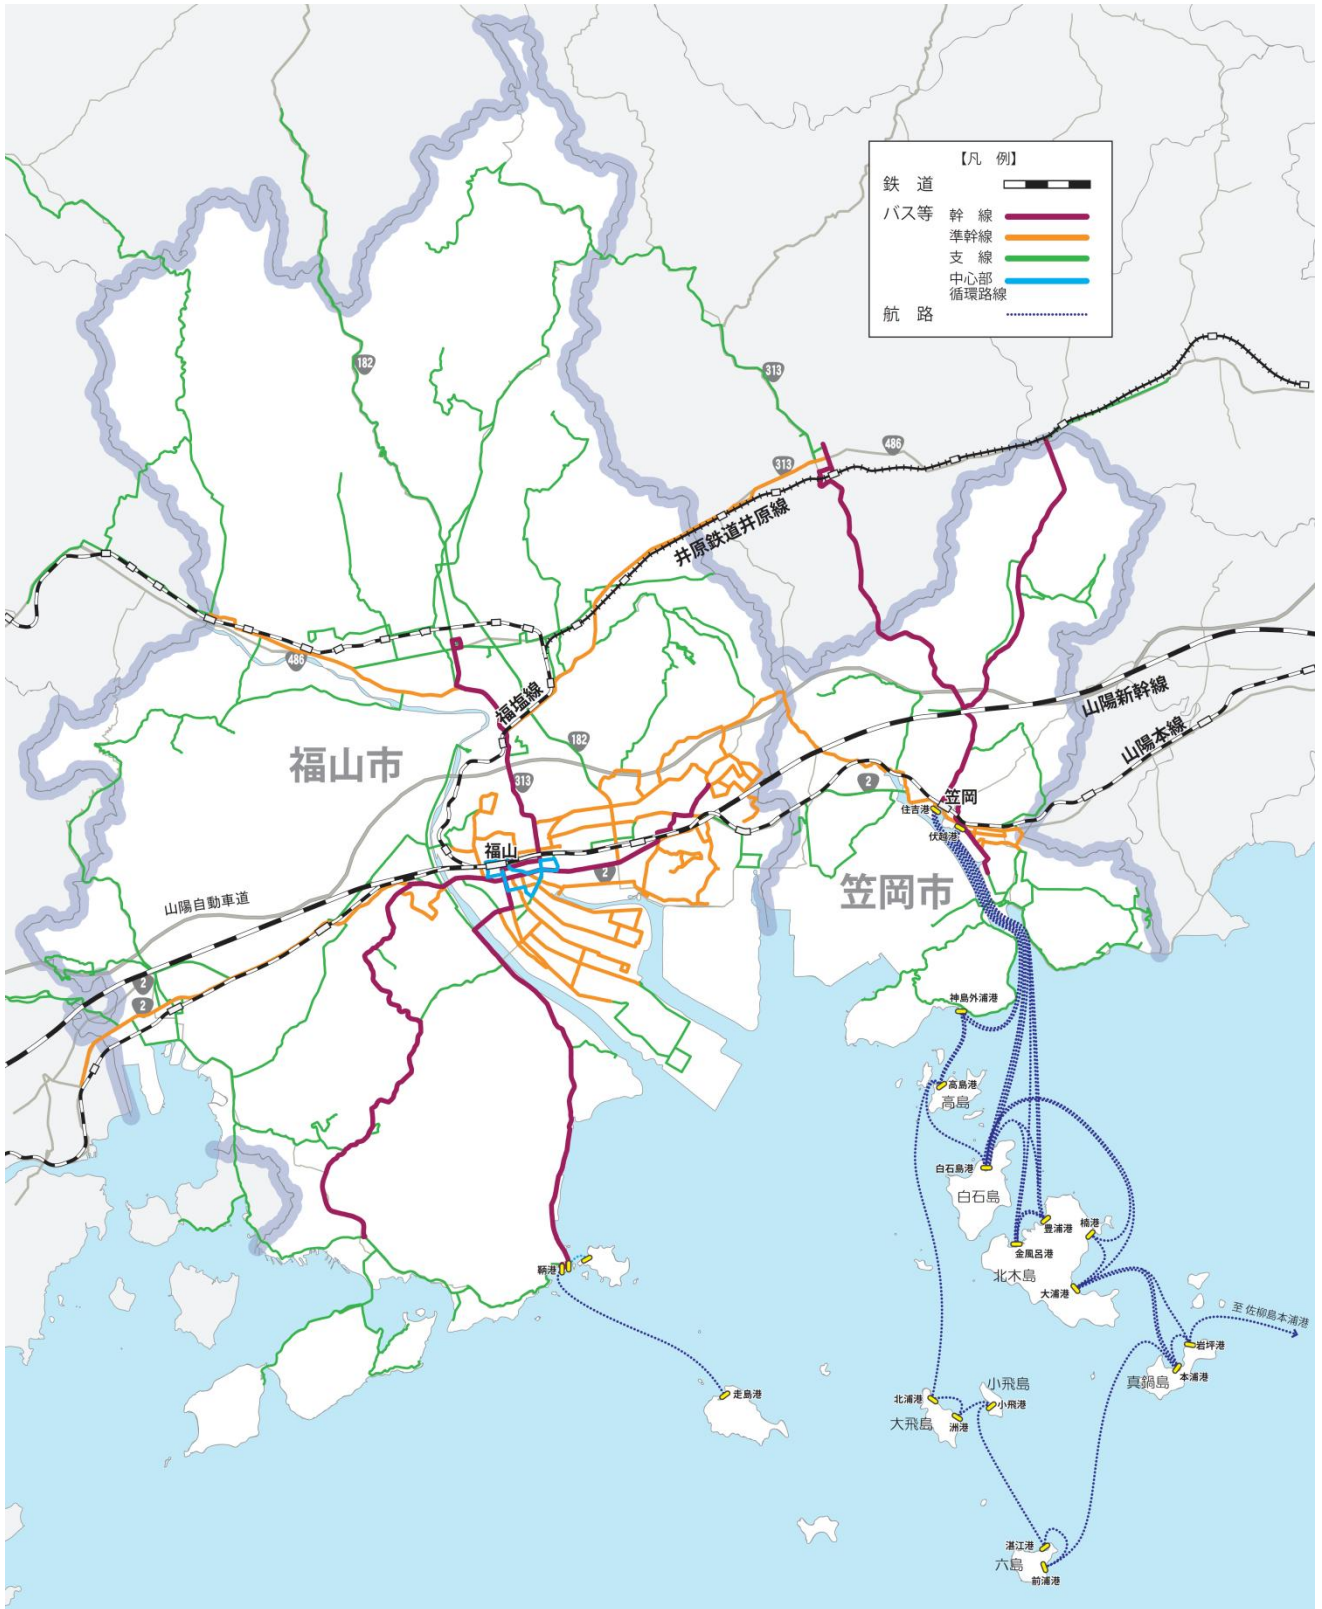 【凡 例】
鉄 道
バス等 幹 線
準幹線
支 線
中心部
循環路線
航 路
182
313
486
313
井原鉄道井原線
486
福塩線
山陽新幹線
福山市
182
山陽本線
313
2
笠岡
住吉港
伏越港
福山
2
笠岡市
山陽自動車道
2
2
神島外浦港
高島港
高島
白石島港
白石島
豊浦港
楠港
金風呂港
北木島
鞆港
大浦港
至 佐柳島本浦港
岩坪港
本浦港
真鍋島
小飛島
走島港
北浦港
小飛港
大飛島
洲港
湛江港
六島
前浦港